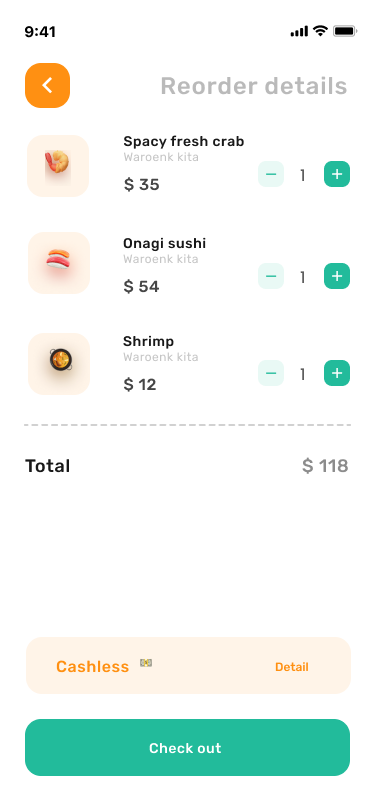 9:41
Reorder details
Spacy fresh crab
Waroenk kita
$ 35
− 1 +
Onagi sushi
Waroenk kita
$ 54
− 1 +
Shrimp
Waroenk kita
$ 12
− 1 +
Total $ 118
Cashless Detail
Check out